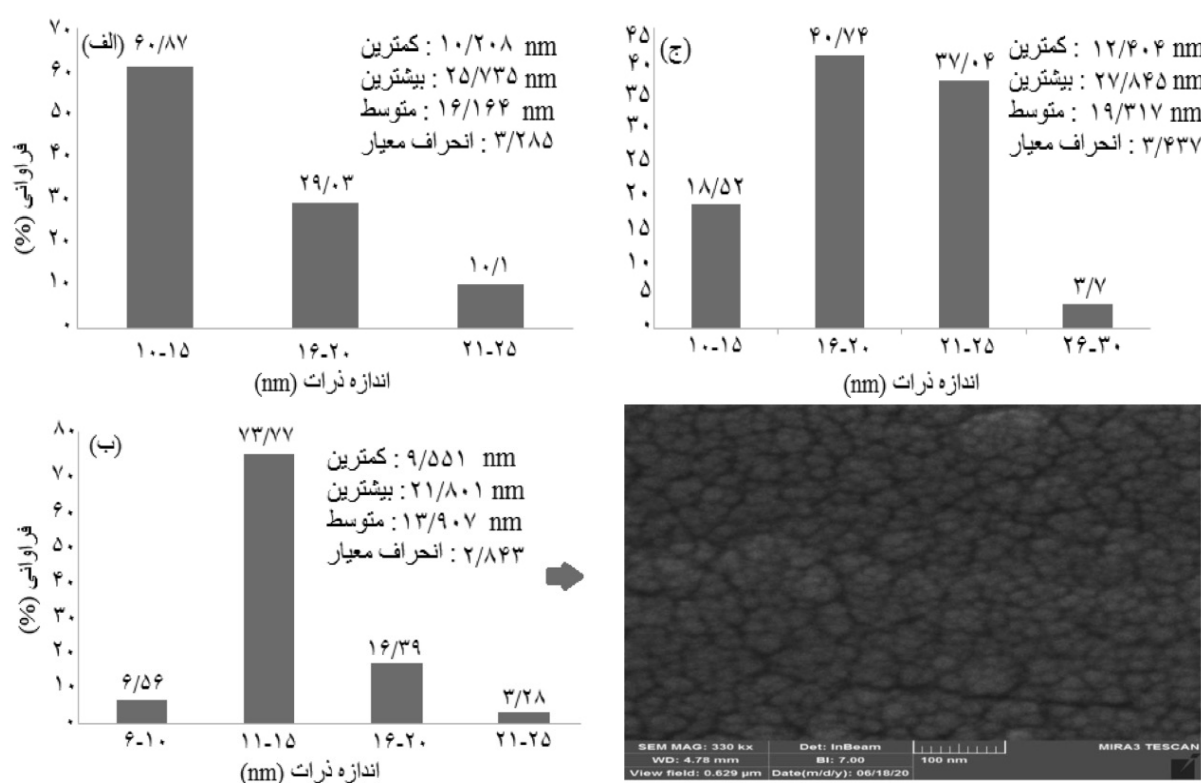 (الف)
کمترین : ۱۰/۲۰۸ nm
بیشترین : ۲۵/۷۳۵ nm
متوسط : ۱۶/۱۶۴ nm
انحراف معیار : ۳/۲۸۵
فراوانی (%)
۷۰
۶۰
۵۰
۴۰
۳۰
۲۰
۱۰
۰
۶۰/۸۷
۲۹/۰۳
۱۰/۱
۱۰-۱۵
۱۶-۲۰
۲۱-۲۵
اندازه ذرات (nm)
(ج)
کمترین : ۱۲/۴۰۴ nm
بیشترین : ۲۷/۸۴۵ nm
متوسط : ۱۹/۳۱۷ nm
انحراف معیار : ۳/۴۳۷
۴۵
۴۰
۳۵
۳۰
۲۵
۲۰
۱۵
۱۰
۵
۰
۱۸/۵۲
۴۰/۷۴
۳۷/۰۴
۳/۷
۱۰-۱۵
۱۶-۲۰
۲۱-۲۵
۲۶-۳۰
اندازه ذرات (nm)
(ب)
کمترین : ۹/۵۵۱ nm
بیشترین : ۲۱/۸۰۱ nm
متوسط : ۱۳/۹۰۷ nm
انحراف معیار : ۲/۸۴۳
فراوانی (%)
۸۰
۷۰
۶۰
۵۰
۴۰
۳۰
۲۰
۱۰
۰
۶/۵۶
۷۳/۷۷
۱۶/۳۹
۳/۲۸
۶-۱۰
۱۱-۱۵
۱۶-۲۰
۲۱-۲۵
اندازه ذرات (nm)
SEM MAG: 330 kx Det: InBeam MIRA3 TESCAN
WD: 4.78 mm BI: 7.00 100 nm
View field: 0.629 µm Date(m/d/y): 06/18/20